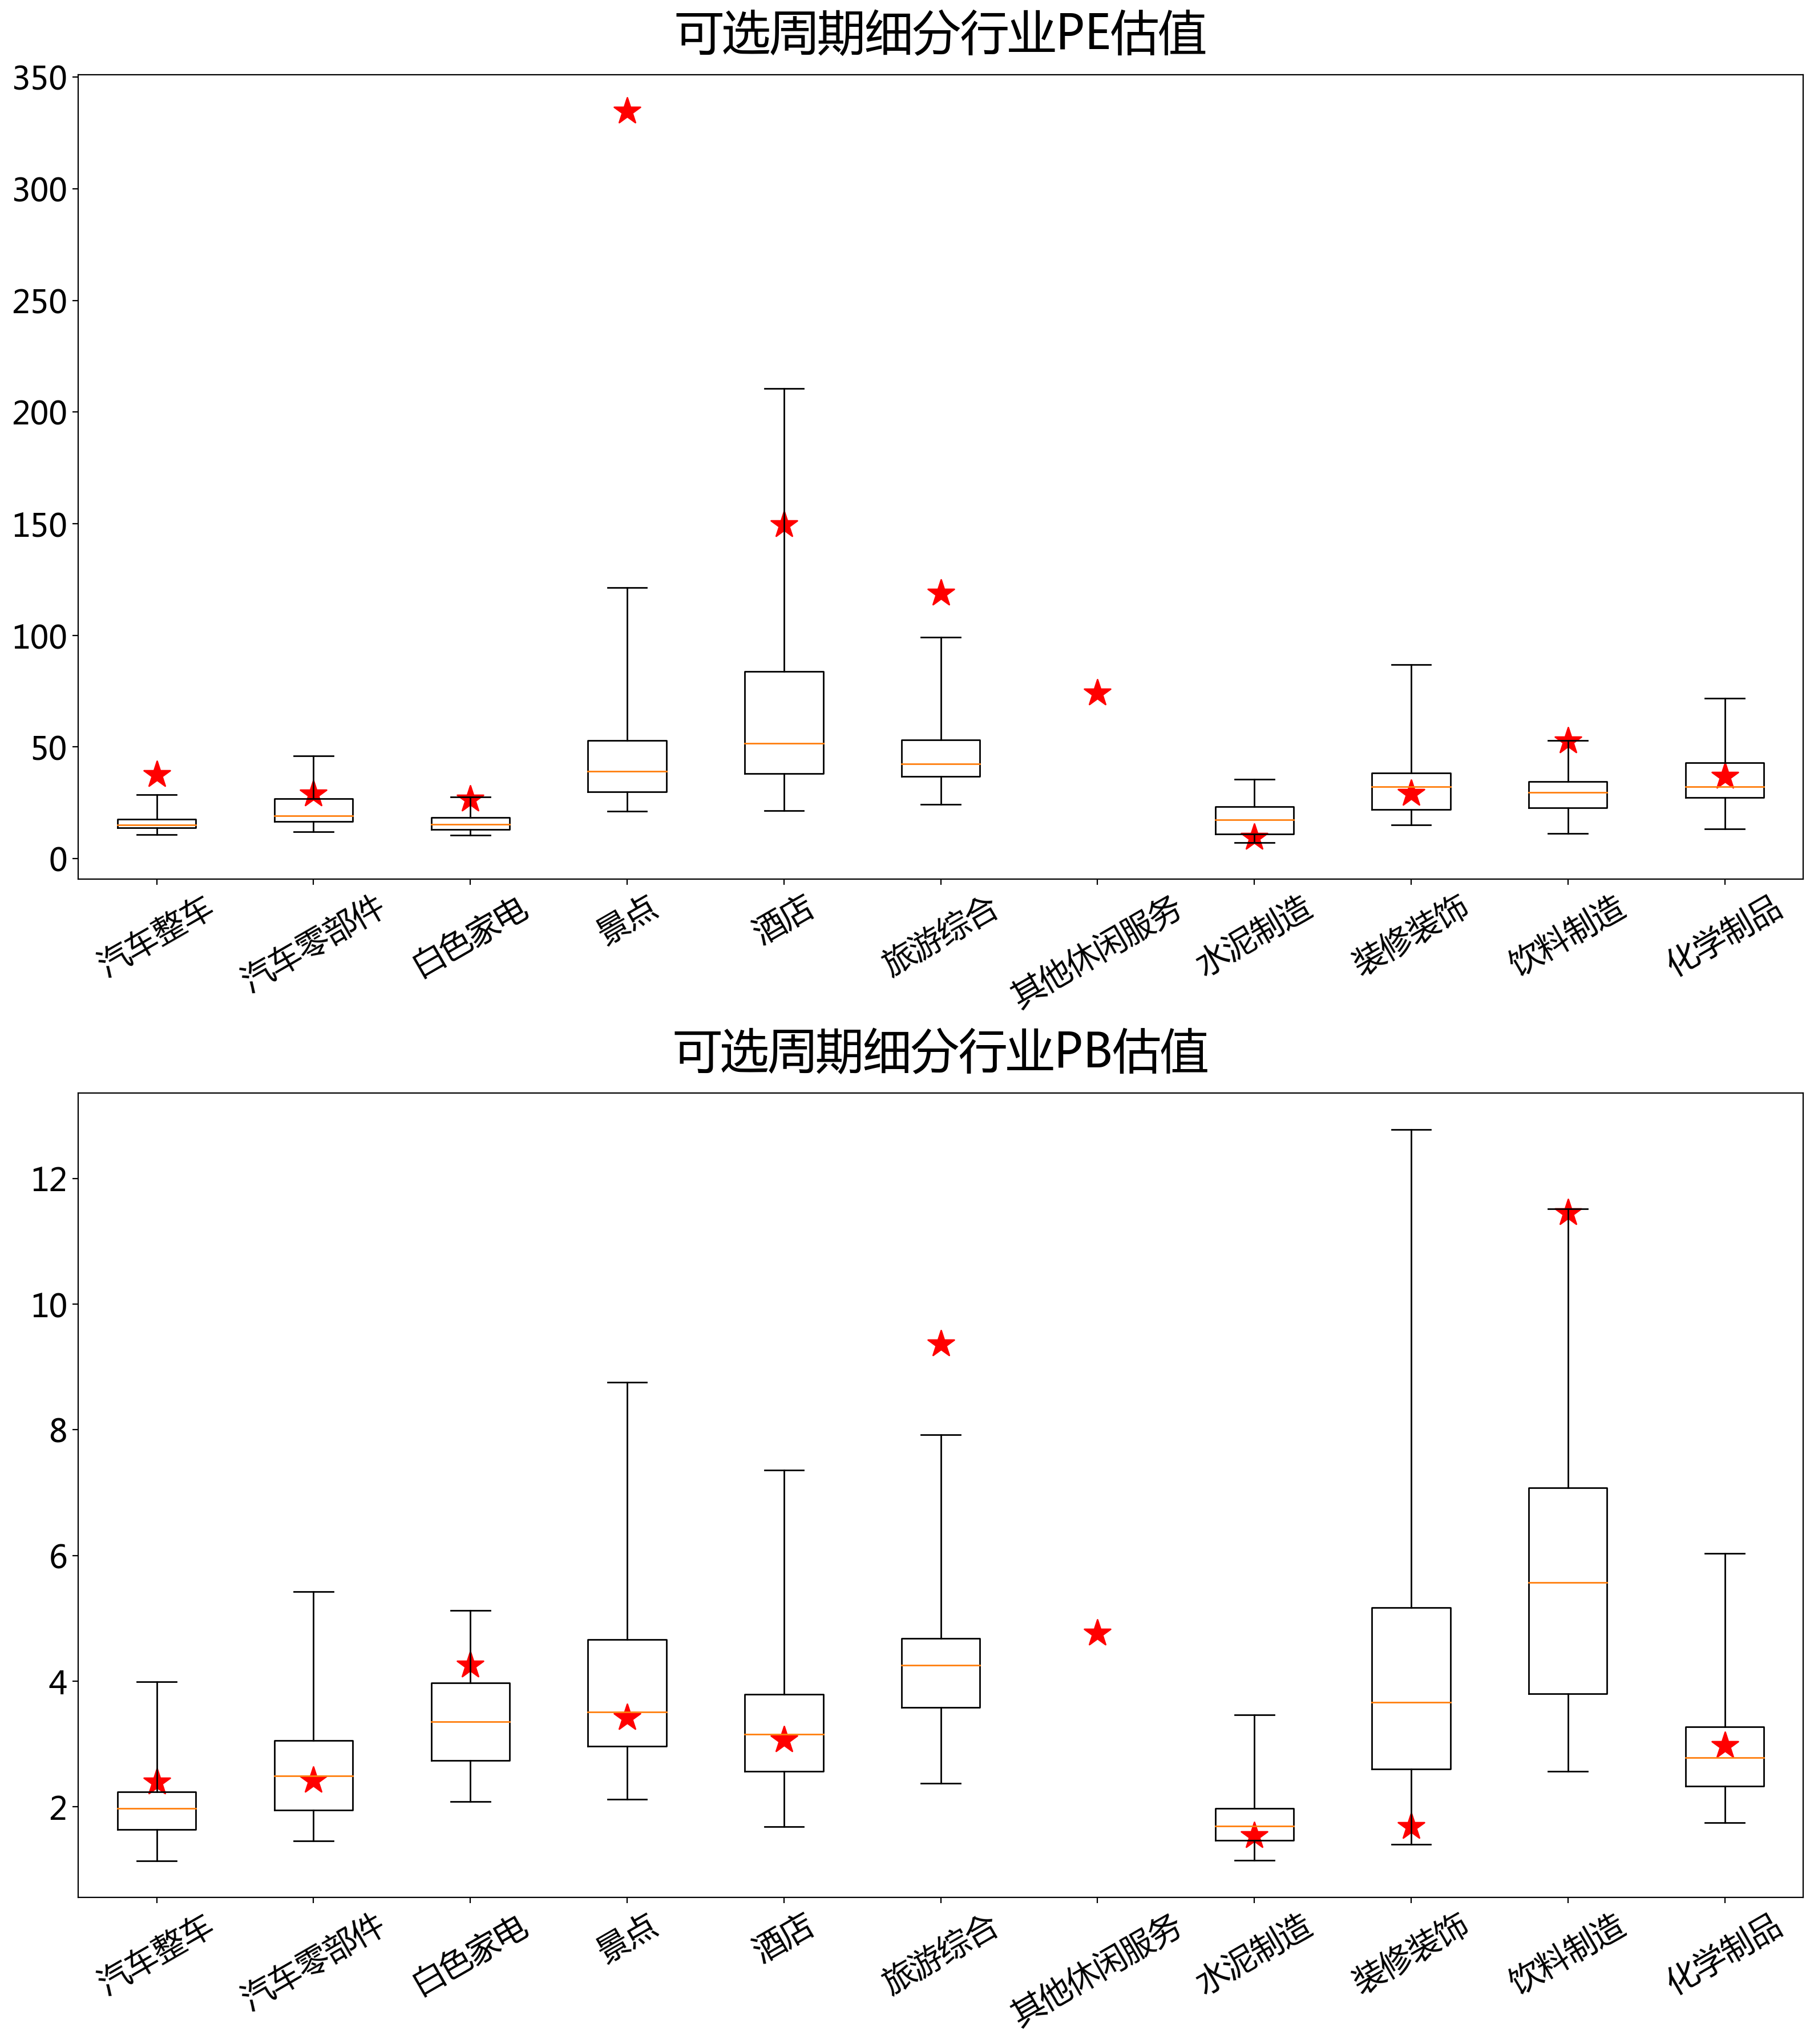 可选周期细分行业PE估值
350
300
250
200
150
100
50
0
汽车整车
汽车零部件
白色家电
景点
酒店
旅游综合
其他休闲服务
水泥制造
装修装饰
饮料制造
化学制品
可选周期细分行业PB估值
12
10
8
6
4
2
汽车整车
汽车零部件
白色家电
景点
酒店
旅游综合
其他休闲服务
水泥制造
装修装饰
饮料制造
化学制品